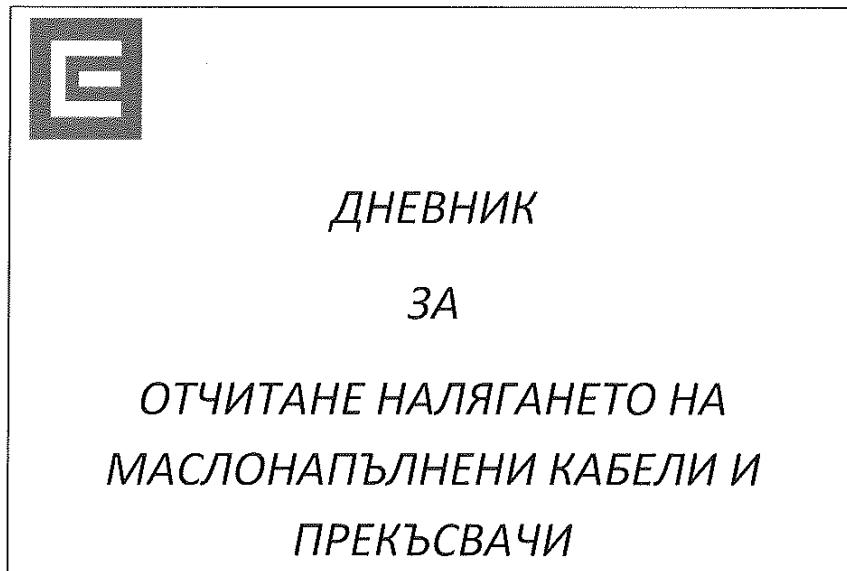 ДНЕВНИК
ЗА
ОТЧИТАНЕ НАЛЯГАНЕТО НА
МАСЛОНАПЪЛНЕНИ КАБЕЛИ И
ПРЕКЪСВАЧИ